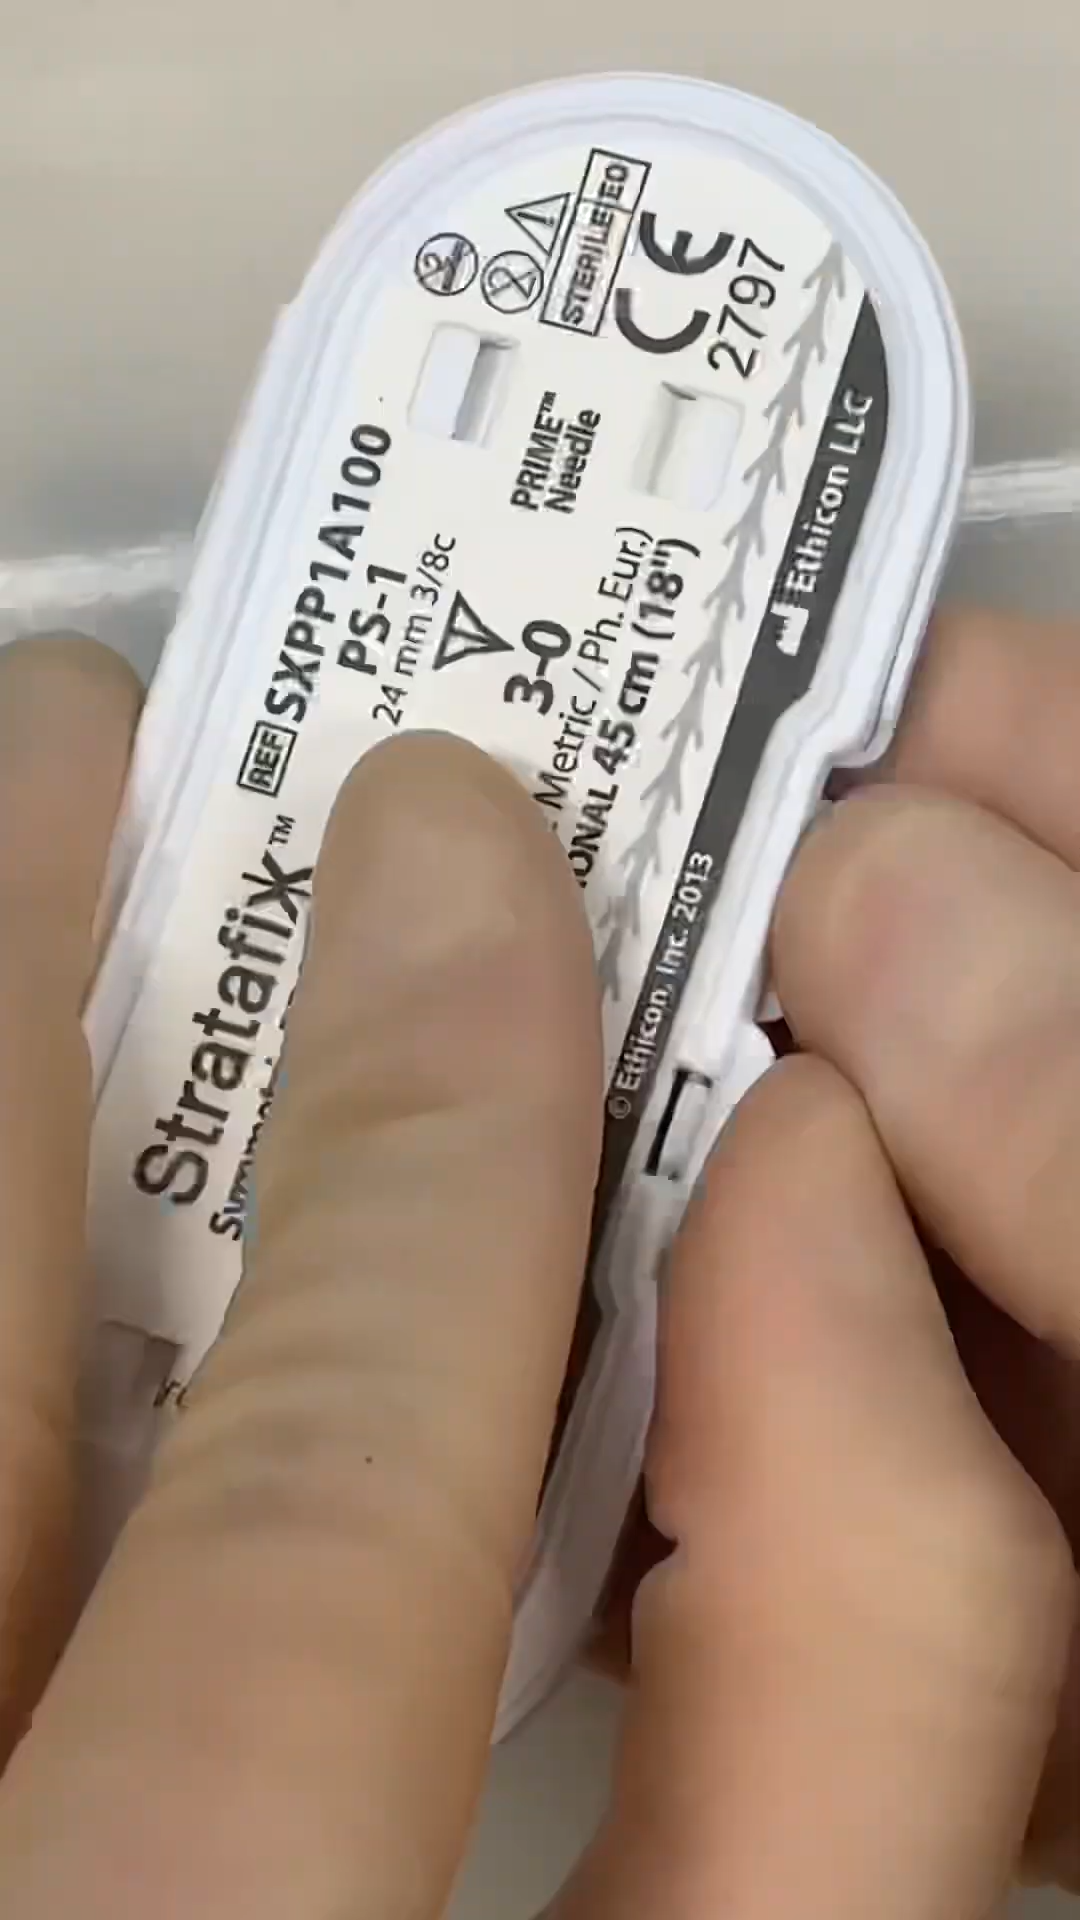 STERILE EO
CE
2797
PRIME™
Needle
REF SXPP1A100
PS-1
24 mm 3/8c
3-0
Metric / Ph. Eur.)
45 cm (18")
Stratafix™
Ethicon LLC
© Ethicon, Inc. 2013